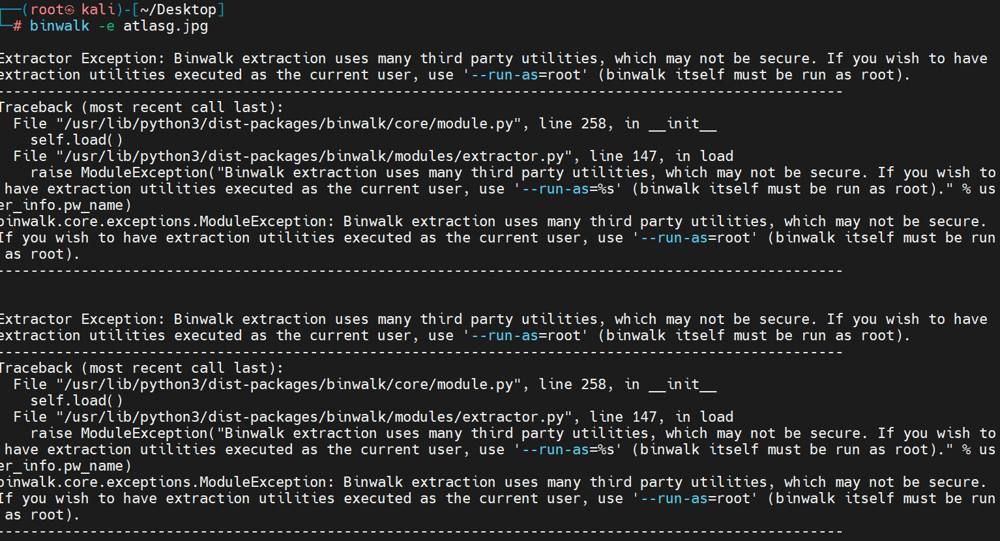 ┌──(root㉿kali)-[~/Desktop]
└─# binwalk -e atlasg.jpg
Extractor Exception: Binwalk extraction uses many third party utilities, which may not be secure. If you wish to have
extraction utilities executed as the current user, use '--run-as=root' (binwalk itself must be run as root).
----------------------------------------------------------------------------------------------------
Traceback (most recent call last):
  File "/usr/lib/python3/dist-packages/binwalk/core/module.py", line 258, in __init__
    self.load()
  File "/usr/lib/python3/dist-packages/binwalk/modules/extractor.py", line 147, in load
    raise ModuleException("Binwalk extraction uses many third party utilities, which may not be secure. If you wish to
 have extraction utilities executed as the current user, use '--run-as=%s' (binwalk itself must be run as root)." % us
er_info.pw_name)
binwalk.core.exceptions.ModuleException: Binwalk extraction uses many third party utilities, which may not be secure.
If you wish to have extraction utilities executed as the current user, use '--run-as=root' (binwalk itself must be run
 as root).
----------------------------------------------------------------------------------------------------
Extractor Exception: Binwalk extraction uses many third party utilities, which may not be secure. If you wish to have
extraction utilities executed as the current user, use '--run-as=root' (binwalk itself must be run as root).
----------------------------------------------------------------------------------------------------
Traceback (most recent call last):
  File "/usr/lib/python3/dist-packages/binwalk/core/module.py", line 258, in __init__
    self.load()
  File "/usr/lib/python3/dist-packages/binwalk/modules/extractor.py", line 147, in load
    raise ModuleException("Binwalk extraction uses many third party utilities, which may not be secure. If you wish to
 have extraction utilities executed as the current user, use '--run-as=%s' (binwalk itself must be run as root)." % us
er_info.pw_name)
binwalk.core.exceptions.ModuleException: Binwalk extraction uses many third party utilities, which may not be secure.
If you wish to have extraction utilities executed as the current user, use '--run-as=root' (binwalk itself must be run
 as root).
----------------------------------------------------------------------------------------------------